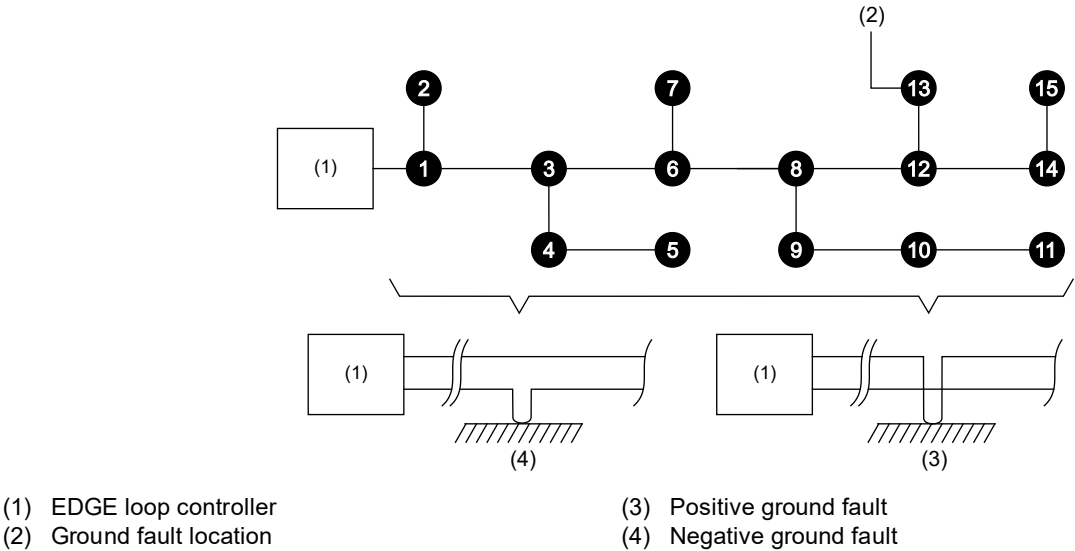 (2)
2 7 13 15
(1) 1 3 6 8 12 14
4 5 9 10 11
(1) (1)
(4) (3)
(1) EDGE loop controller (3) Positive ground fault
(2) Ground fault location (4) Negative ground fault